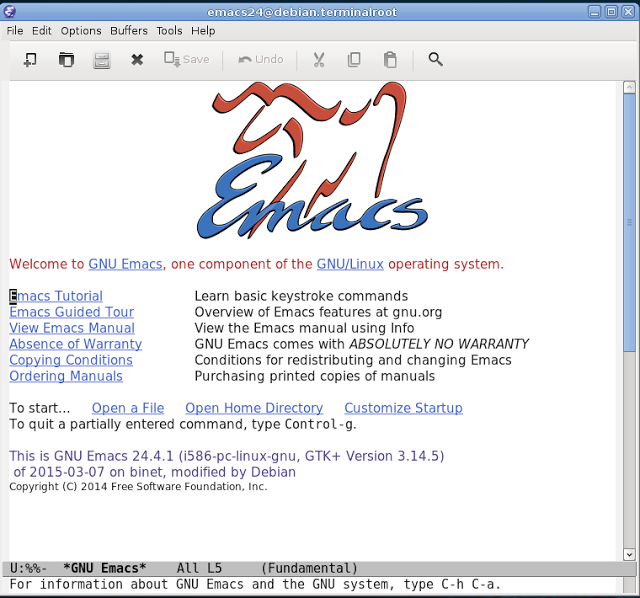 emacs24@debian.terminalroot
File Edit Options Buffers Tools Help
Save Undo
Emacs
Welcome to GNU Emacs, one component of the GNU/Linux operating system.
Emacs Tutorial Learn basic keystroke commands
Emacs Guided Tour Overview of Emacs features at gnu.org
View Emacs Manual View the Emacs manual using Info
Absence of Warranty GNU Emacs comes with ABSOLUTELY NO WARRANTY
Copying Conditions Conditions for redistributing and changing Emacs
Ordering Manuals Purchasing printed copies of manuals
To start... Open a File Open Home Directory Customize Startup
To quit a partially entered command, type Control-g.
This is GNU Emacs 24.4.1 (i586-pc-linux-gnu, GTK+ Version 3.14.5)
of 2015-03-07 on binet, modified by Debian
Copyright (C) 2014 Free Software Foundation, Inc.
U:%%- *GNU Emacs* All L5 (Fundamental)
For information about GNU Emacs and the GNU system, type C-h C-a.